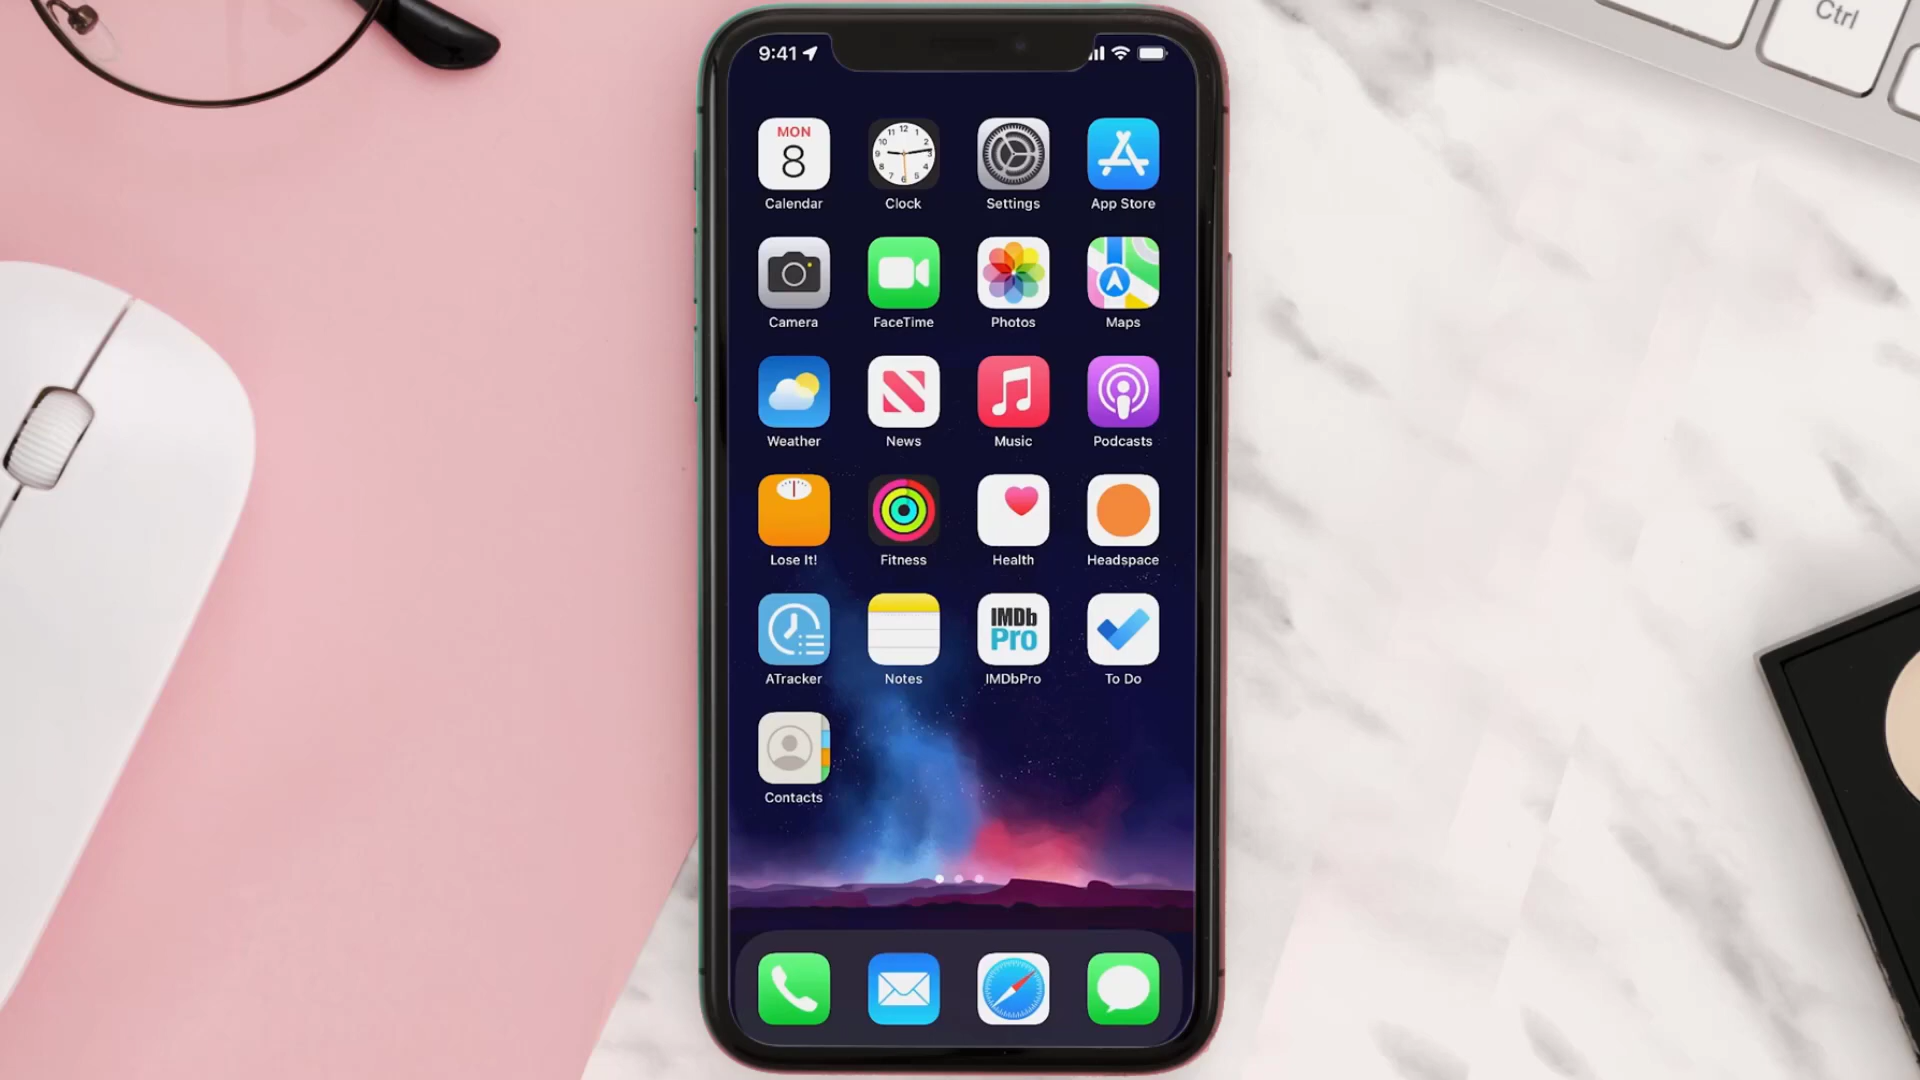 Ctrl
9:41
MON
8
Calendar
Clock
Settings
App Store
Camera
FaceTime
Photos
Maps
Weather
News
Music
Podcasts
Lose It!
Fitness
Health
Headspace
IMDb
Pro
ATracker
Notes
IMDbPro
To Do
Contacts